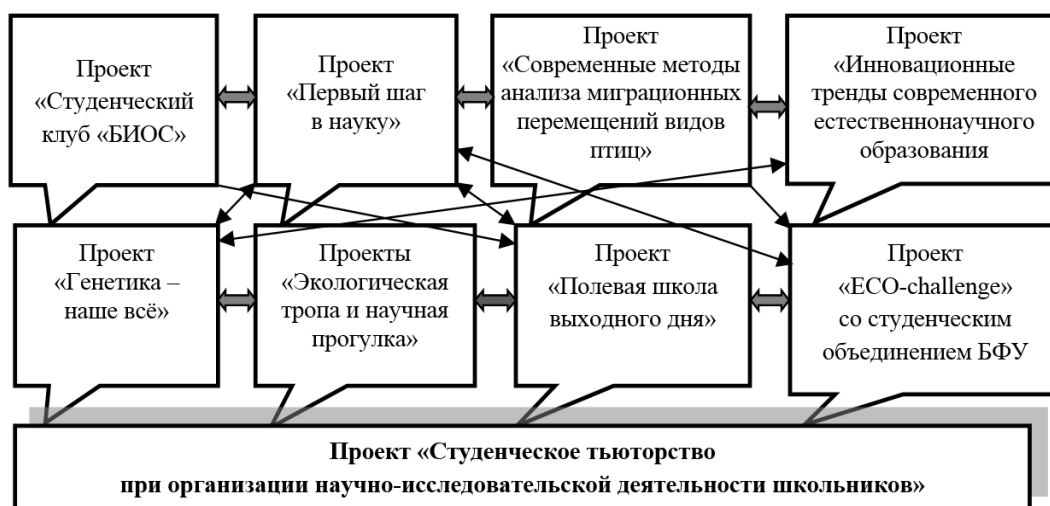 Проект
«Студенческий
клуб «БИОС»
Проект
«Первый шаг
в науку»
Проект
«Современные методы
анализа миграционных
перемещений видов
птиц»
Проект
«Инновационные
тренды современного
естественнонаучного
образования
Проект
«Генетика –
наше всё»
Проекты
«Экологическая
тропа и научная
прогулка»
Проект
«Полевая школа
выходного дня»
Проект
«ECO-challenge»
со студенческим
объединением БФУ
Проект «Студенческое тьюторство
при организации научно-исследовательской деятельности школьников»